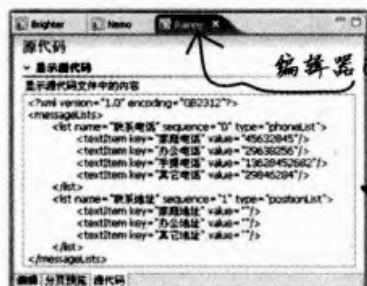 Brighter Nemo
源代码
显示源代码
显示源代码文件中的内容
<?xml version="1.0" encoding="GB2312"?>
<messageLists>
<list name="联系电话" sequence="0" type="phoneList">
<textItem key="家庭电话" value="45632845"/>
<textItem key="办公电话" value="29638256"/>
<textItem key="手提电话" value="13628452682"/>
<textItem key="其它电话" value="29846284"/>
</list>
<list name="联系地址" sequence="1" type="positionList">
<textItem key="家庭地址" value=""/>
<textItem key="办公地址" value=""/>
<textItem key="其它地址" value=""/>
</list>
</messageLists>
编辑 分页预览 源代码
编辑器